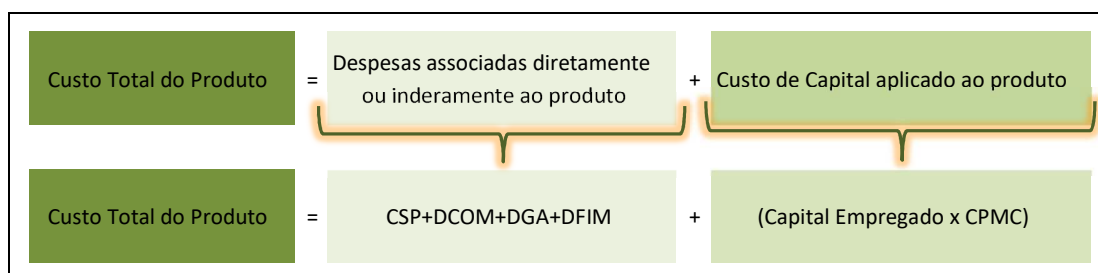 Custo Total do Produto = Despesas associadas diretamente + Custo de Capital aplicado ao produto
ou inderamente ao produto
Custo Total do Produto = CSP+DCOM+DGA+DFIM + (Capital Empregado x CPMC)